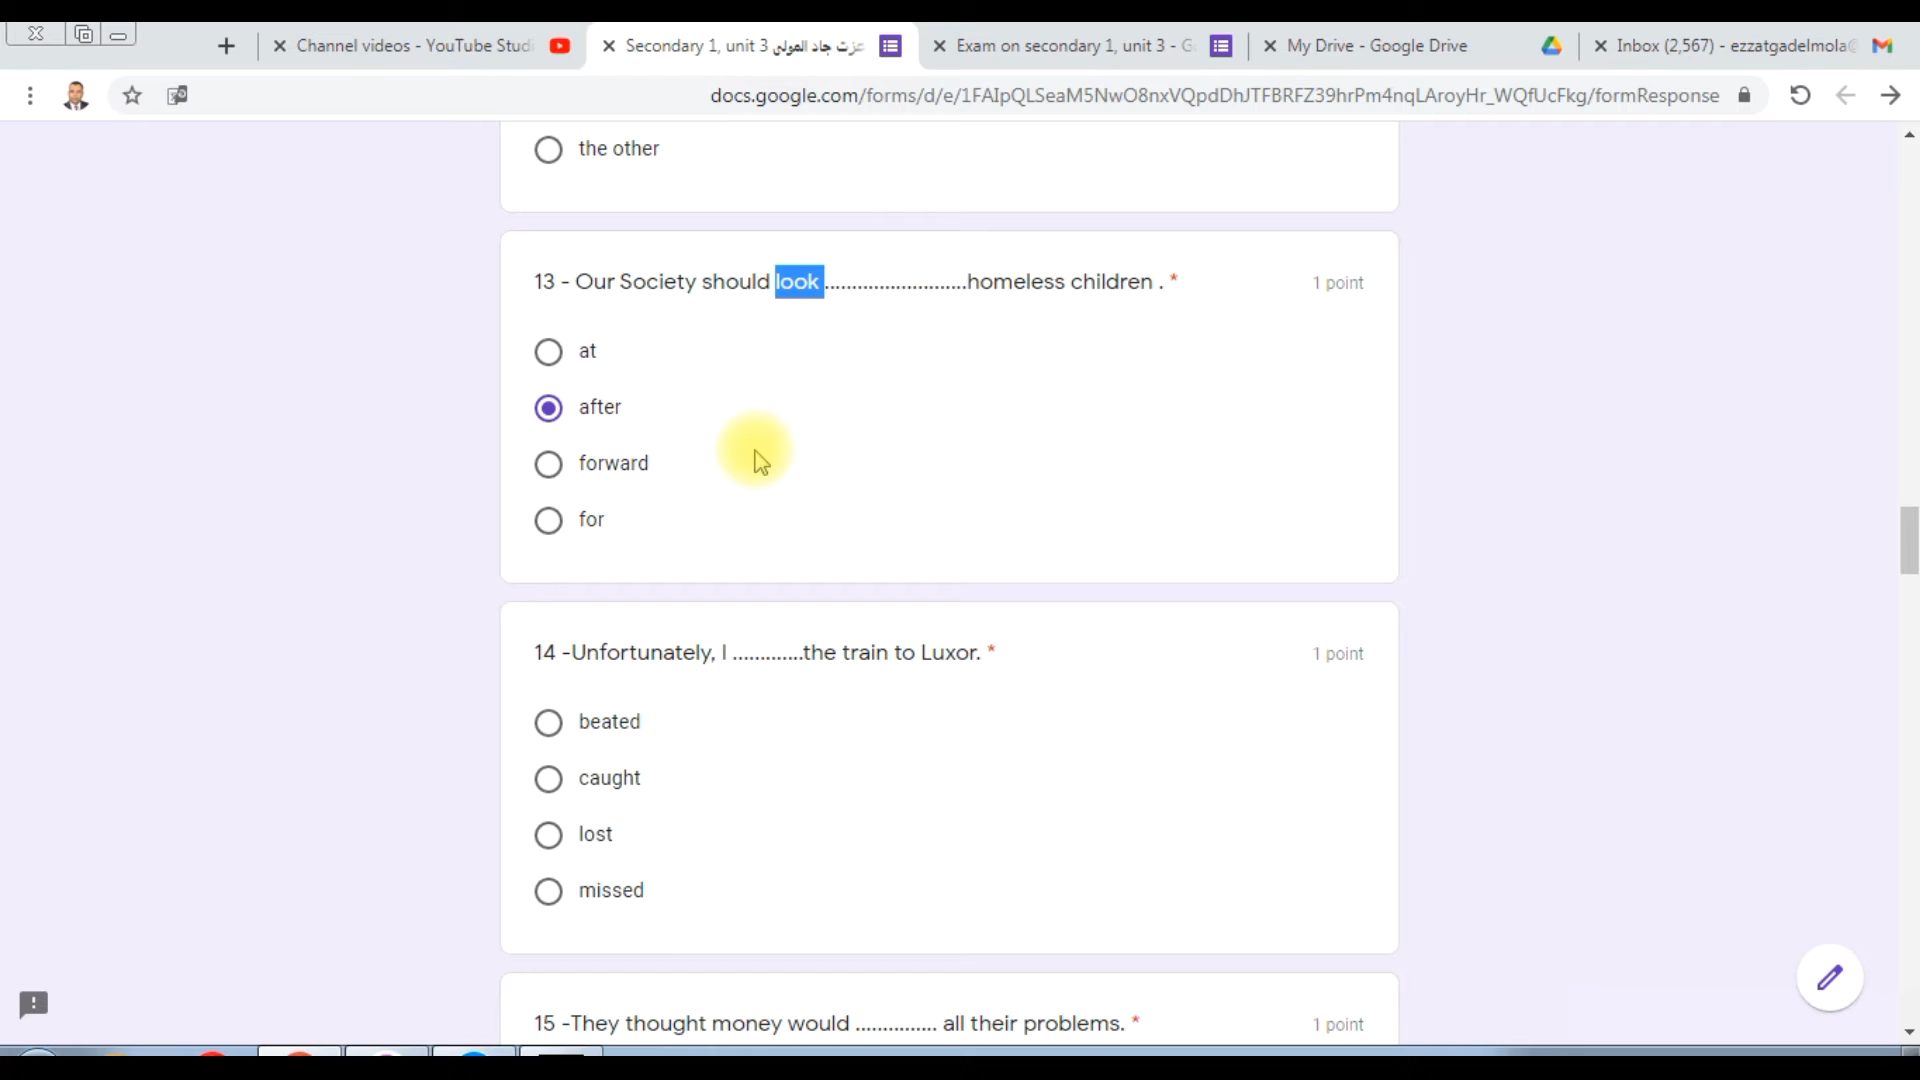 Channel videos - YouTube Studi
Secondary 1, unit 3 عزت جاد المولى
Exam on secondary 1, unit 3 - G
My Drive - Google Drive
Inbox (2,567) - ezzatgadelmola@
docs.google.com/forms/d/e/1FAIpQLSeaM5NwO8nxVQpdDhJTFBRFZ39hrPm4nqLAroyHr_WQfUcFkg/formResponse
the other
13 - Our Society should look ..........................homeless children . * 1 point
at
after
forward
for
14 -Unfortunately, I .............the train to Luxor. * 1 point
beated
caught
lost
missed
15 -They thought money would ............... all their problems. * 1 point